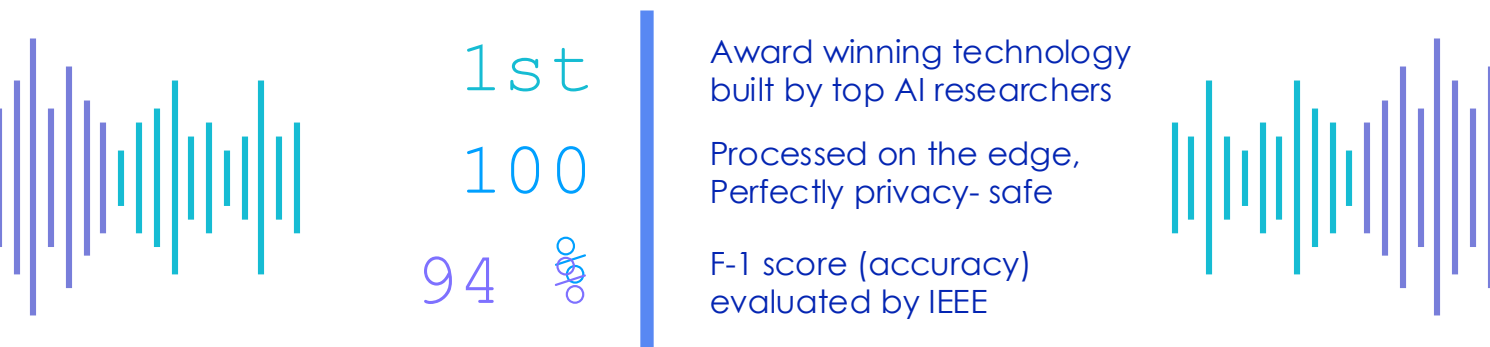 1st
Award winning technology
built by top AI researchers
100
%
Processed on the edge,
Perfectly privacy- safe
94 %
F-1 score (accuracy)
evaluated by IEEE